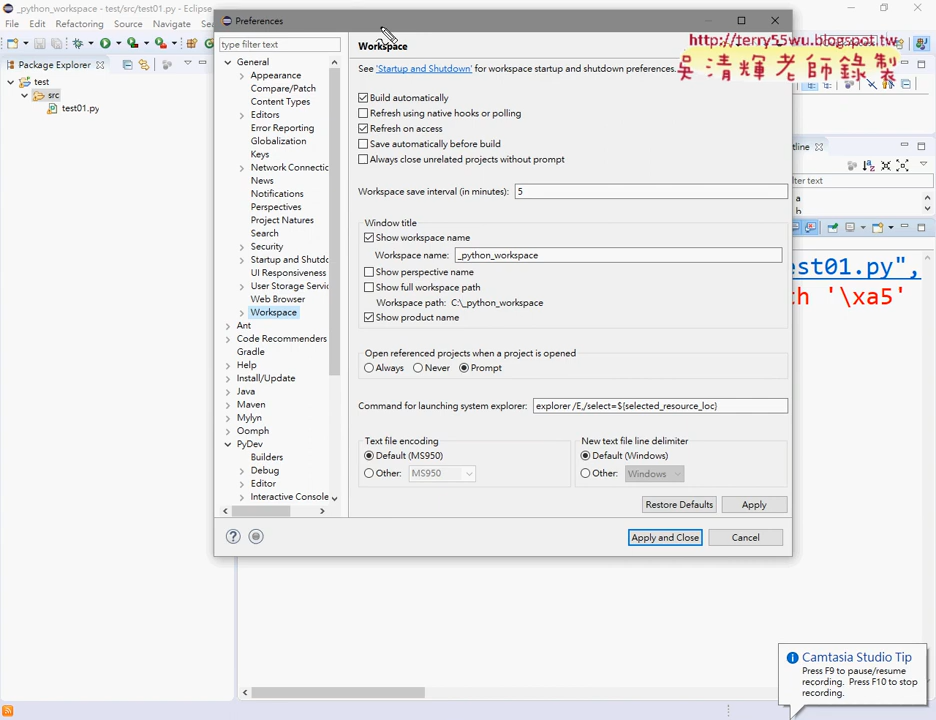 _python_workspace - test/src/test01.py - Eclipse
File Edit Refactoring Source Navigate
Preferences
http://terry55wu.blogspot.tw
吳清輝老師錄製
Package Explorer
test
src
test01.py
type filter text
General
Appearance
Compare/Patch
Content Types
Editors
Error Reporting
Globalization
Keys
Network Connectic
News
Notifications
Perspectives
Project Natures
Search
Security
Startup and Shutdo
UI Responsiveness
User Storage Servic
Web Browser
Workspace
Ant
Code Recommenders
Gradle
Help
Install/Update
Java
Maven
Mylyn
Oomph
PyDev
Builders
Debug
Editor
Interactive Console
Workspace
See 'Startup and Shutdown' for workspace startup and shutdown preferences.
Build automatically
Refresh using native hooks or polling
Refresh on access
Save automatically before build
Always close unrelated projects without prompt
Workspace save interval (in minutes): 5
Window title
Show workspace name
Workspace name: _python_workspace
Show perspective name
Show full workspace path
Workspace path: C:\_python_workspace
Show product name
Open referenced projects when a project is opened
Always Never Prompt
Command for launching system explorer: explorer /E,/select=${selected_resource_loc}
Text file encoding
Default (MS950)
Other: MS950
New text file line delimiter
Default (Windows)
Other: Windows
Restore Defaults Apply
Apply and Close Cancel
tline
filter text
a
b
est01.py",
h '\xa5'
Camtasia Studio Tip
Press F9 to pause/resume
recording. Press F10 to stop
recording.